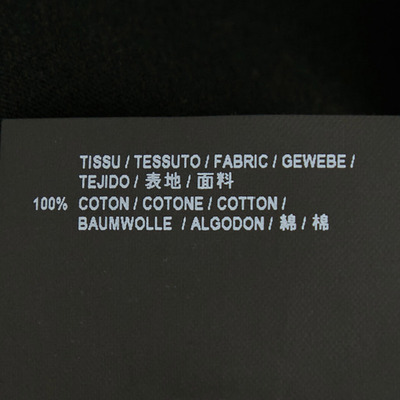 TISSU / TESSUTO / FABRIC / GEWEBE /
TEJIDO / 表地 / 面料
100% COTON / COTONE / COTTON /
BAUMWOLLE / ALGODON / 綿 / 棉